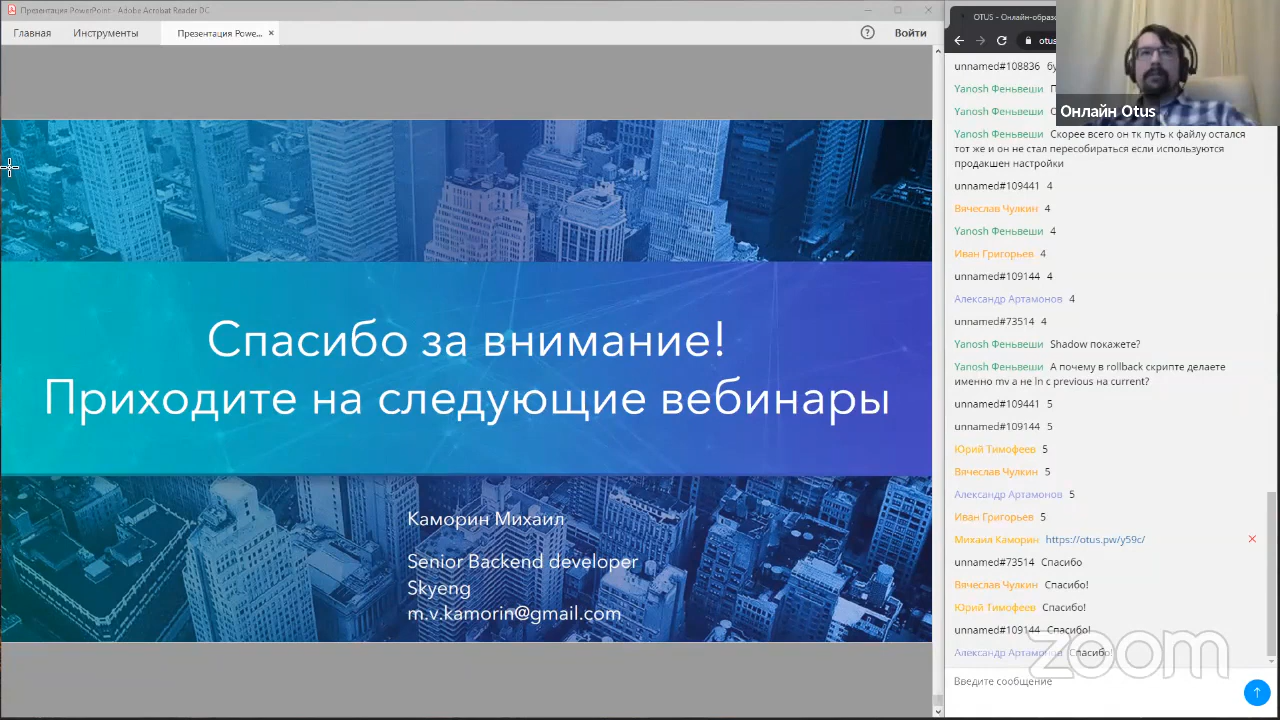 Презентация PowerPoint - Adobe Acrobat Reader DC
Главная Инструменты Презентация Powe... × ? Войти
Спасибо за внимание!
Приходите на следующие вебинары
Каморин Михаил
Senior Backend developer
Skyeng
m.v.kamorin@gmail.com
OTUS - Онлайн-образо
otus
Онлайн Otus
unnamed#108836 бу
Yanosh Феньвеши П
Yanosh Феньвеши
Yanosh Феньвеши Скорее всего он тк путь к файлу остался
тот же и он не стал пересобираться если используются
продакшен настройки
unnamed#109441 4
Вячеслав Чулкин 4
Yanosh Феньвеши 4
Иван Григорьев 4
unnamed#109144 4
Александр Артамонов 4
unnamed#73514 4
Yanosh Феньвеши Shadow покажете?
Yanosh Феньвеши А почему в rollback скрипте делаете
именно mv а не ln с previous на current?
unnamed#109441 5
unnamed#109144 5
Юрий Тимофеев 5
Вячеслав Чулкин 5
Александр Артамонов 5
Иван Григорьев 5
Михаил Каморин https://otus.pw/y59c/
unnamed#73514 Спасибо
Вячеслав Чулкин Спасибо!
Юрий Тимофеев Спасибо!
unnamed#109144 Спасибо!
Александр Артамонов Спасибо!
zoom
Введите сообщение